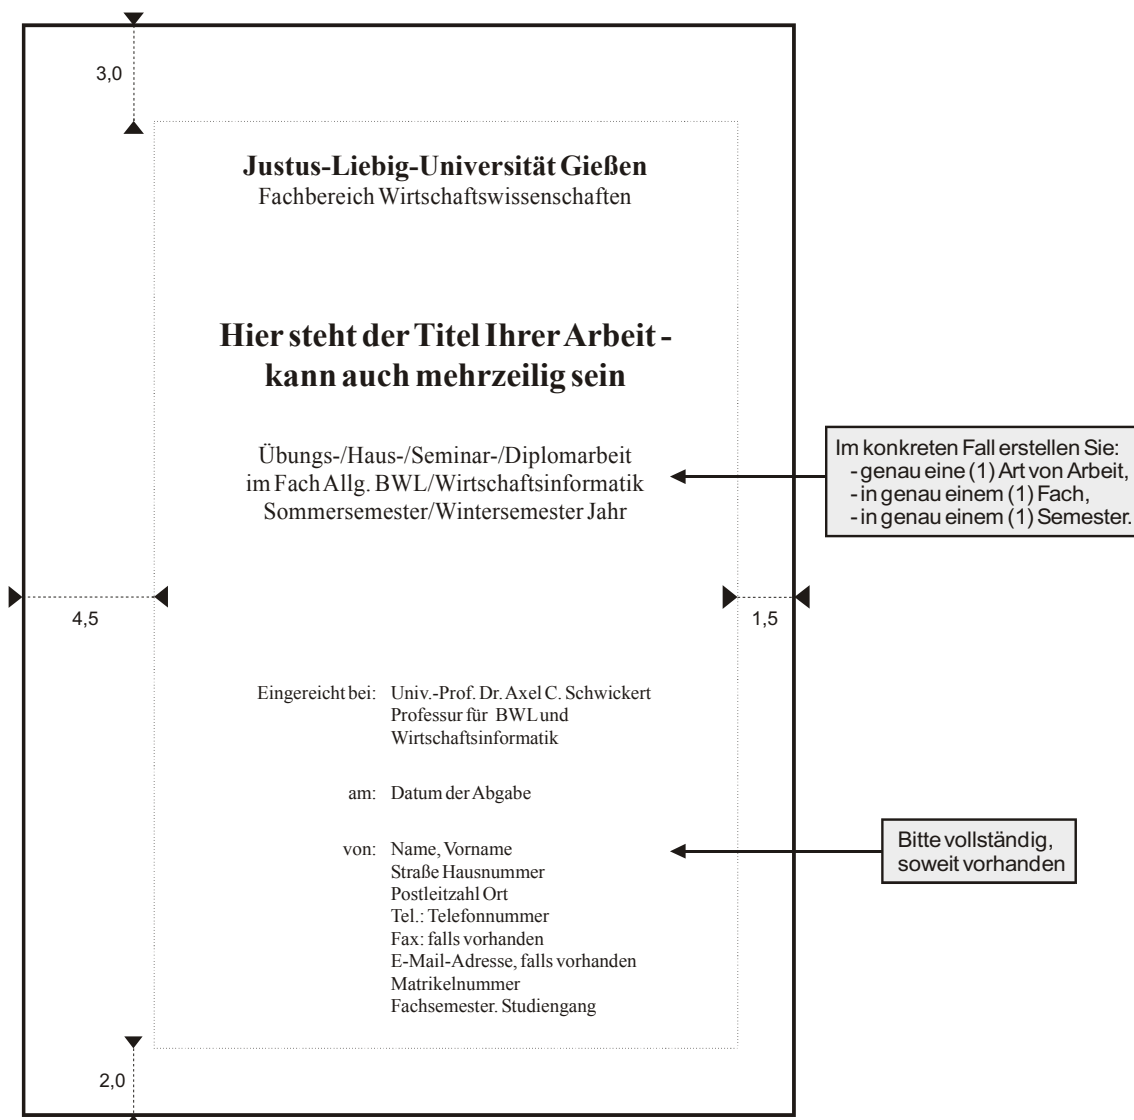 3,0
Justus-Liebig-Universität Gießen
Fachbereich Wirtschaftswissenschaften
Hier steht der Titel Ihrer Arbeit -
kann auch mehrzeilig sein
Übungs-/Haus-/Seminar-/Diplomarbeit
im Fach Allg. BWL/Wirtschaftsinformatik
Sommersemester/Wintersemester Jahr
Im konkreten Fall erstellen Sie:
- genau eine (1) Art von Arbeit,
- in genau einem (1) Fach,
- in genau einem (1) Semester.
4,5
1,5
Eingereicht bei: Univ.-Prof. Dr. Axel C. Schwickert
Professur für BWL und
Wirtschaftsinformatik
am: Datum der Abgabe
von: Name, Vorname
Straße Hausnummer
Postleitzahl Ort
Tel.: Telefonnummer
Fax: falls vorhanden
E-Mail-Adresse, falls vorhanden
Matrikelnummer
Fachsemester. Studiengang
Bitte vollständig,
soweit vorhanden
2,0